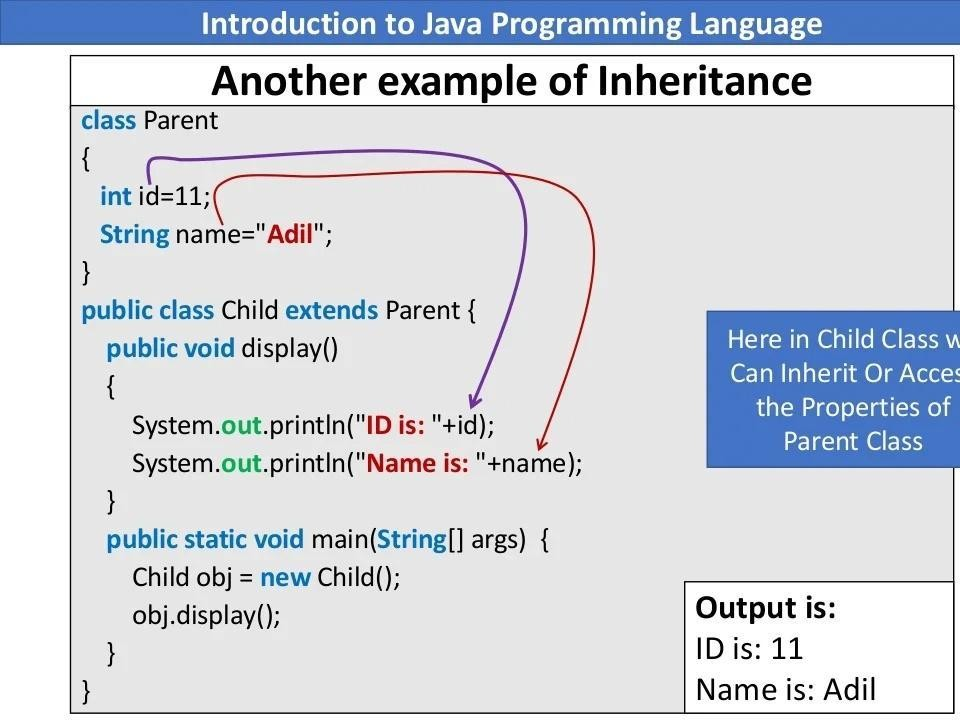 Introduction to Java Programming Language
Another example of Inheritance
class Parent
{
int id=11;
String name="Adil";
}
public class Child extends Parent {
public void display()
{
System.out.println("ID is: "+id);
System.out.println("Name is: "+name);
}
public static void main(String[] args) {
Child obj = new Child();
obj.display();
}
}
Here in Child Class
Can Inherit Or
the Properties of
Parent Class
Output is:
ID is: 11
Name is: Adil